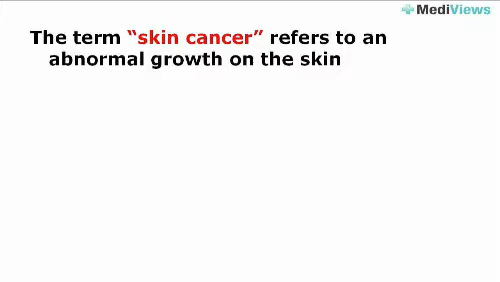 MediViews
The term “skin cancer” refers to an
abnormal growth on the skin